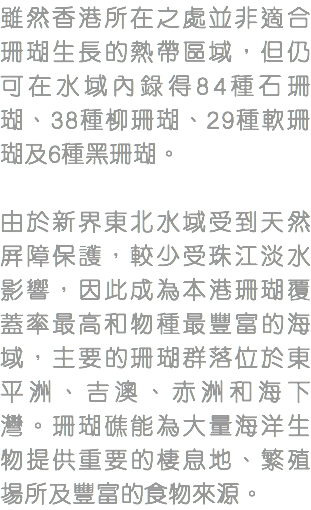 雖然香港所在之處並非適合
珊瑚生長的熱帶區域，但仍
可在水域內錄得84種石珊
瑚、38種柳珊瑚、29種軟珊
瑚及6種黑珊瑚。
由於新界東北水域受到天然
屏障保護，較少受珠江淡水
影響，因此成為本港珊瑚覆
蓋率最高和物種最豐富的海
域，主要的珊瑚群落位於東
平洲、吉澳、赤洲和海下
灣。珊瑚礁能為大量海洋生
物提供重要的棲息地、繁殖
場所及豐富的食物來源。